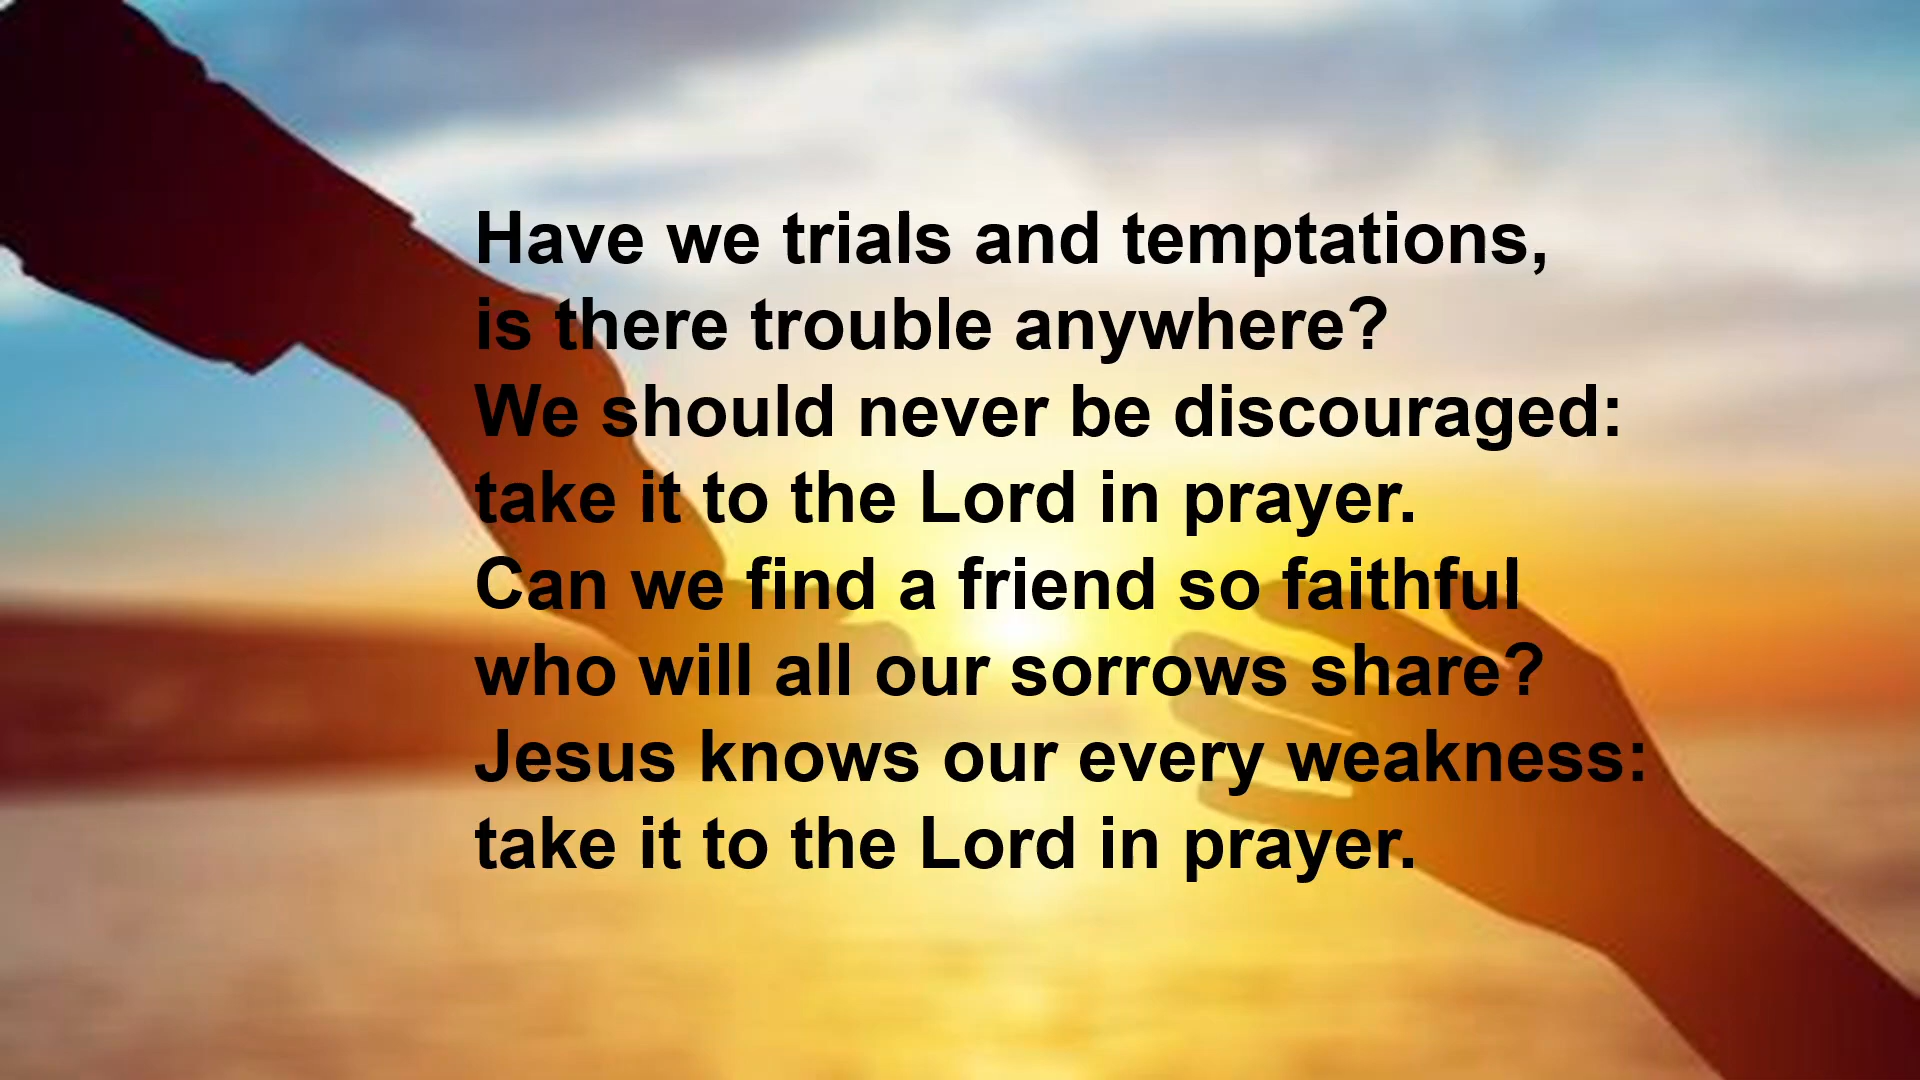 Have we trials and temptations,
is there trouble anywhere?
We should never be discouraged:
take it to the Lord in prayer.
Can we find a friend so faithful
who will all our sorrows share?
Jesus knows our every weakness:
take it to the Lord in prayer.